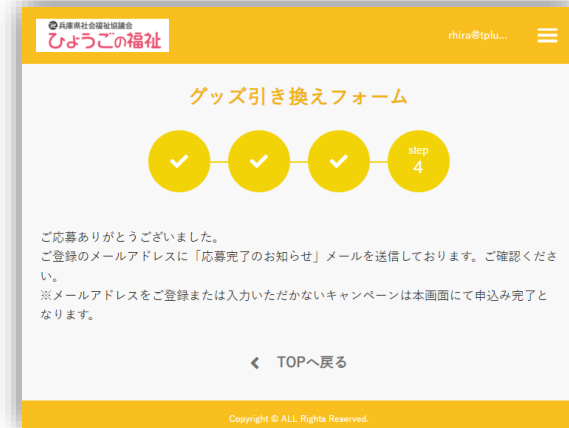 兵庫県社会福祉協議会
ひょうごの福祉
rhira@tplu...
グッズ引き換えフォーム
step
4
ご応募ありがとうございました。
ご登録のメールアドレスに「応募完了のお知らせ」メールを送信しております。ご確認くださ
い。
※メールアドレスをご登録または入力いただかないキャンペーンは本画面にて申込み完了と
なります。
TOPへ戻る
Copyright © ALL Rights Reserved.